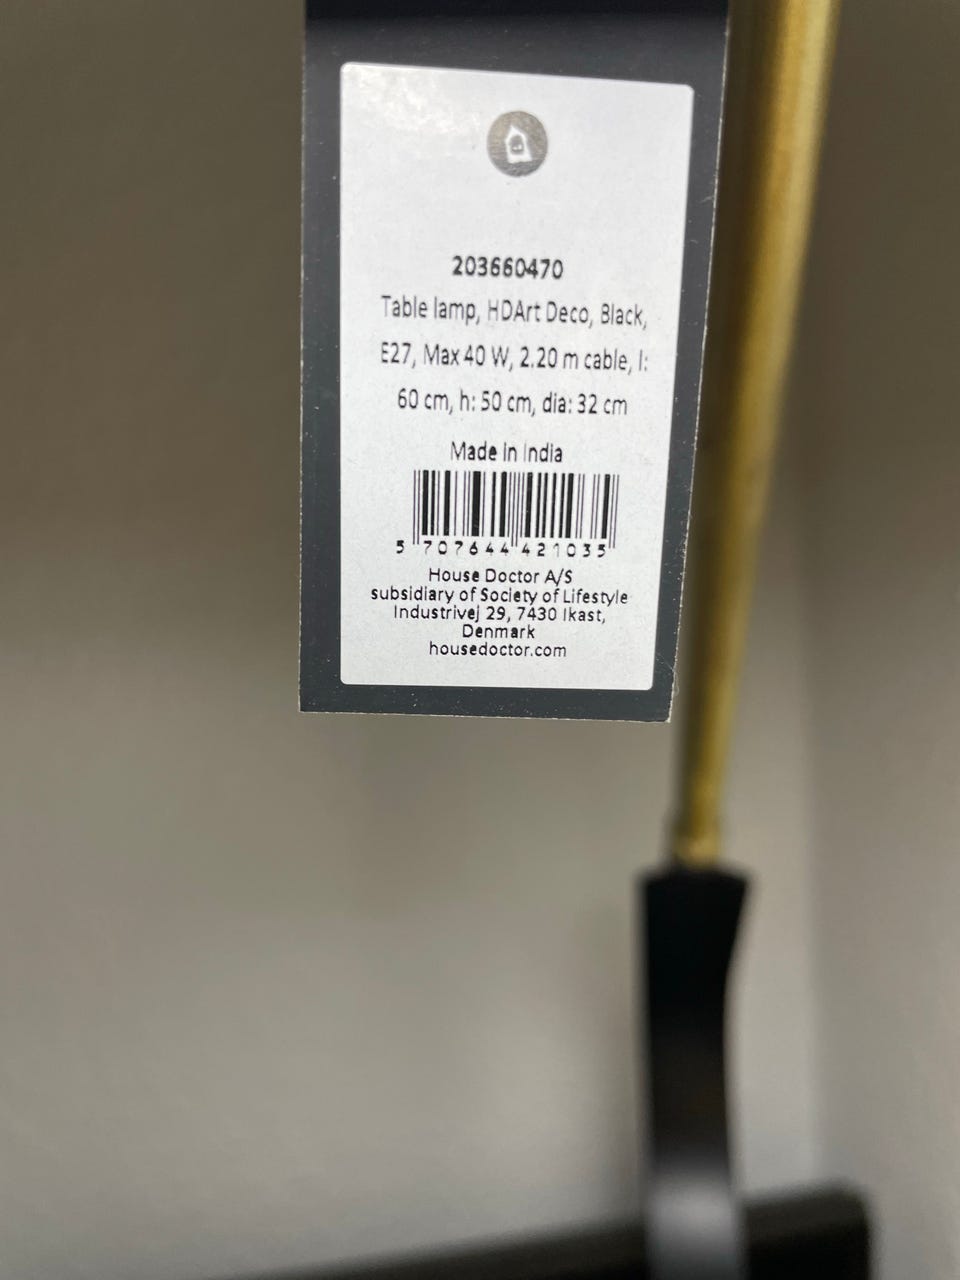 203660470
Table lamp, HDArt Deco, Black,
E27, Max 40 W, 2.20 m cable, l:
60 cm, h: 50 cm, dia: 32 cm
Made in India
5 707644 421035
House Doctor A/S
subsidiary of Society of Lifestyle
Industrivej 29, 7430 Ikast,
Denmark
housedoctor.com